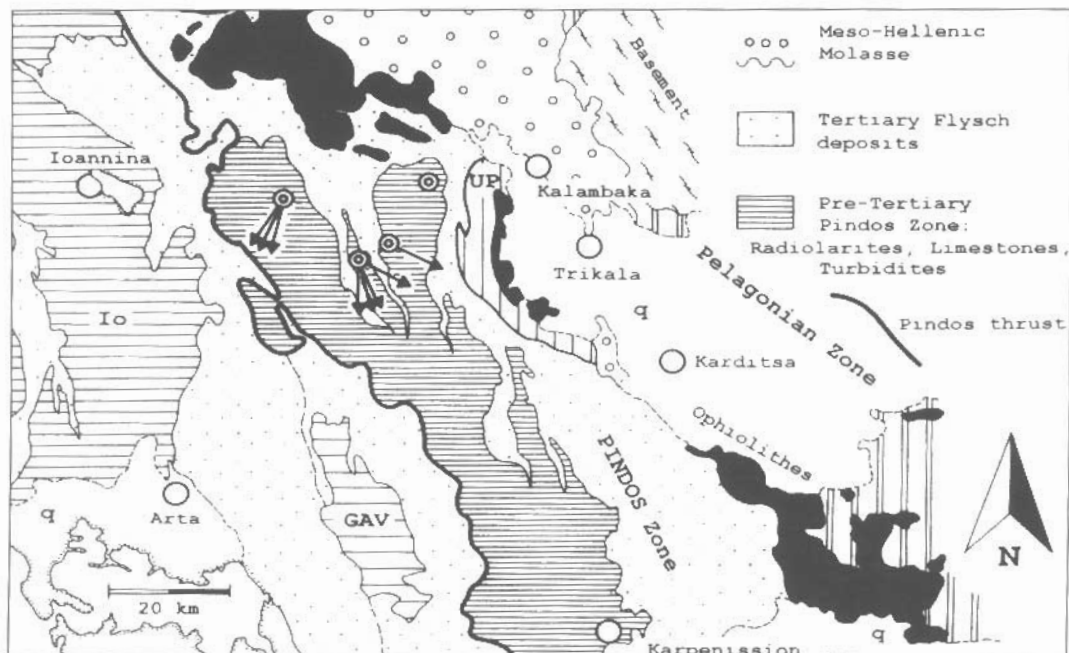 Meso-Hellenic
Molasse
Basement
Tertiary Flysch
deposits
Ioannina
UP
Kalambaka
Pre-Tertiary
Pindos Zone:
Radiolarites, Limestones,
Turbidites
Trikala
Pelagonian Zone
q
Io
Pindos thrust
Karditsa
Ophiolithes
PINDOS Zone
q
Arta
GAV
N
20 km
q
Karpenission